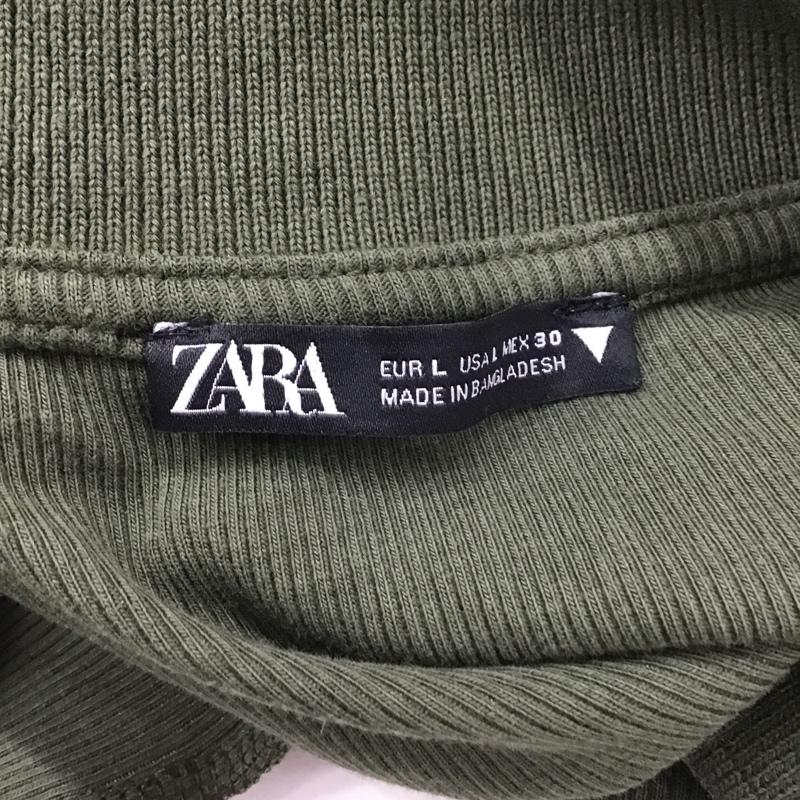 ZARA
EUR L USA L MEX 30
MADE IN BANGLADESH